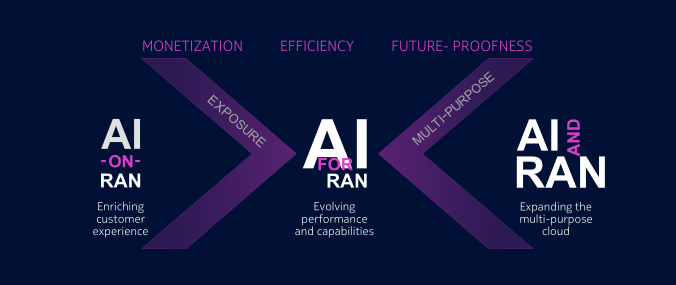 MONETIZATION EFFICIENCY FUTURE- PROOFNESS
EXPOSURE
MULTI-PURPOSE
AI
-ON-
RAN
Enriching
customer
experience
AI
FOR
RAN
Evolving
performance
and capabilities
AI AND
RAN
Expanding the
multi-purpose
cloud